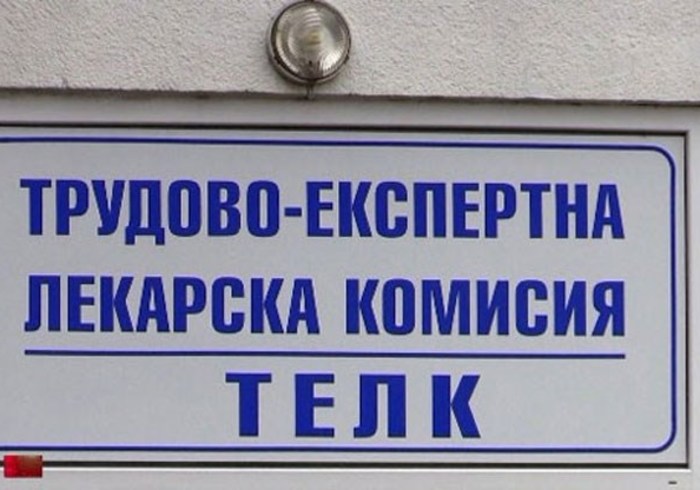 ТРУДОВО-ЕКСПЕРТНА
ЛЕКАРСКА КОМИСИЯ
ТЕЛК